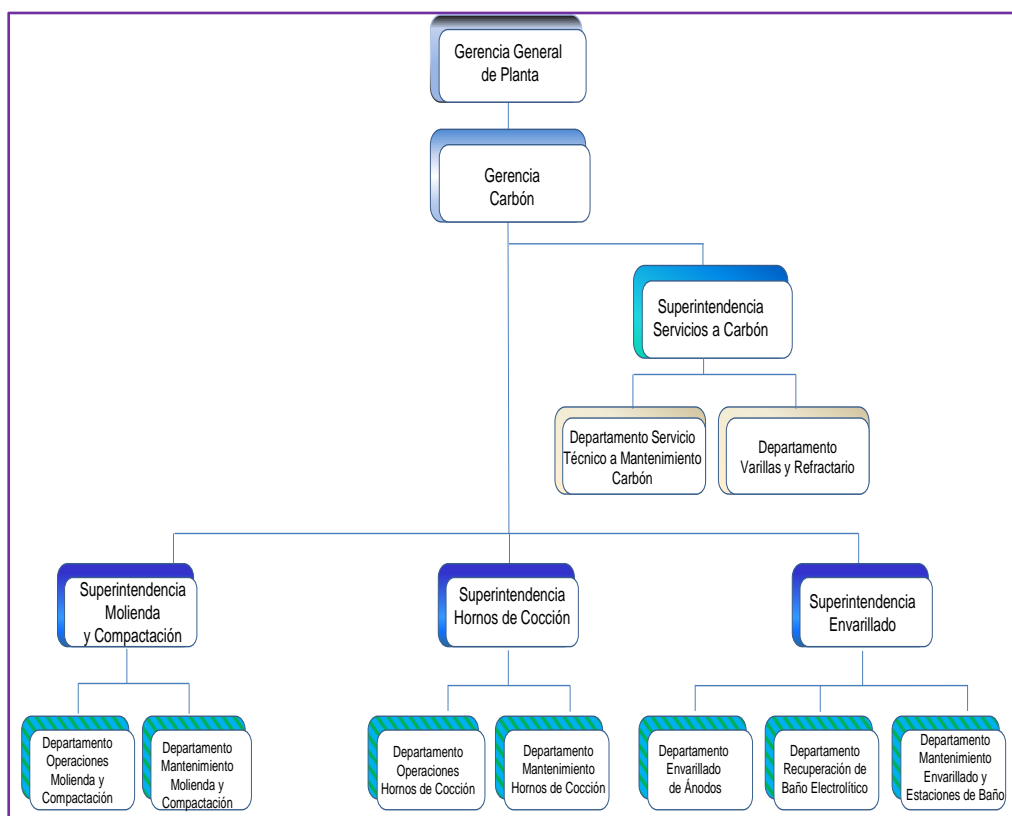 Gerencia General
de Planta
Gerencia
Carbón
Superintendencia
Servicios a Carbón
Departamento Servicio
Técnico a Mantenimiento
Carbón
Departamento
Varillas y Refractario
Superintendencia
Molienda
y Compactación
Superintendencia
Hornos de Cocción
Superintendencia
Envarillado
Departamento
Operaciones
Molienda y
Compactación
Departamento
Mantenimiento
Molienda y
Compactación
Departamento
Operaciones
Hornos de Cocción
Departamento
Mantenimiento
Hornos de Cocción
Departamento
Envarillado
de Ánodos
Departamento
Recuperación de
Baño Electrolítico
Departamento
Mantenimiento
Envarillado y
Estaciones de Baño